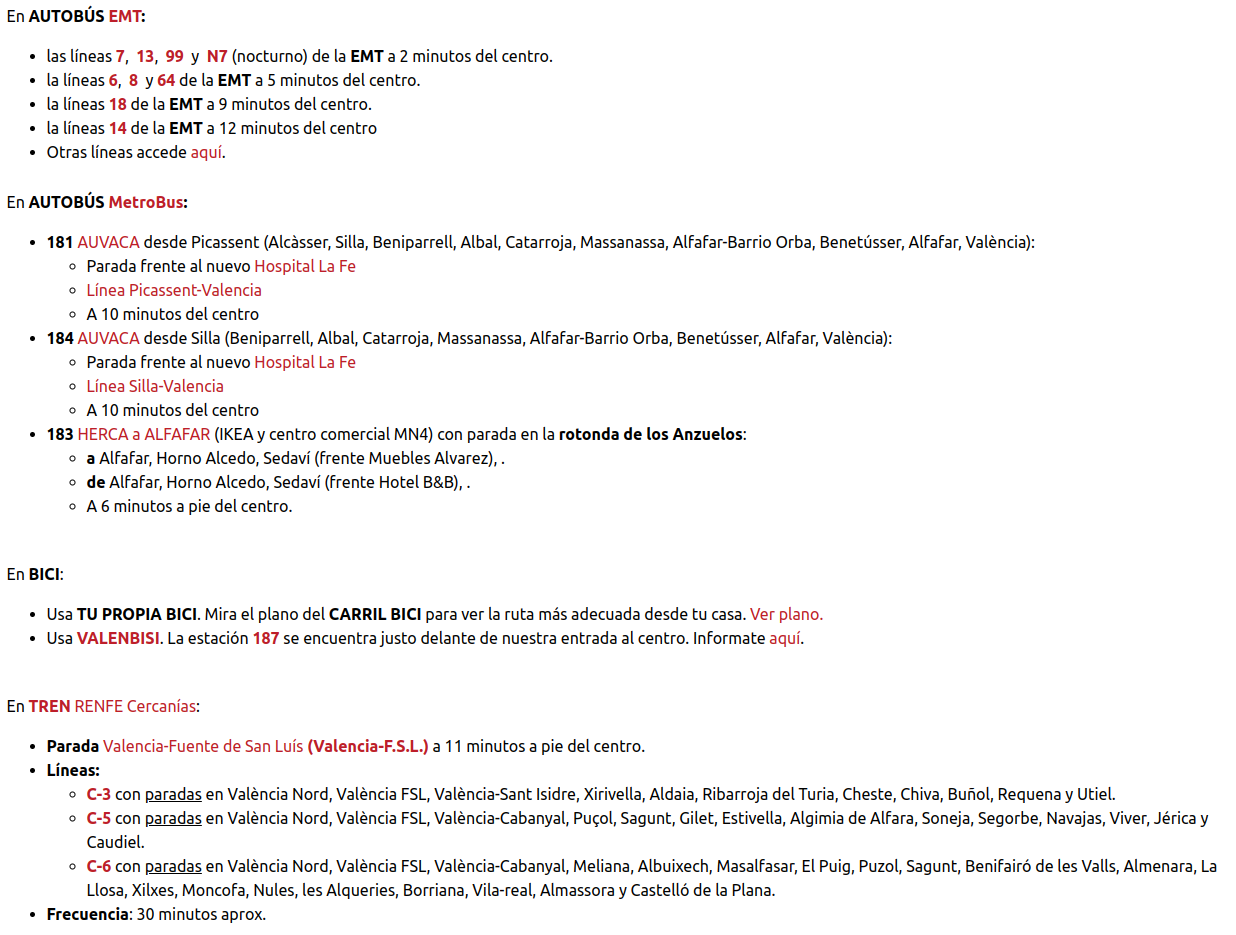 En AUTOBÚS EMT:
las líneas 7, 13, 99 y N7 (nocturno) de la EMT a 2 minutos del centro.
la líneas 6, 8 y 64 de la EMT a 5 minutos del centro.
la líneas 18 de la EMT a 9 minutos del centro.
la líneas 14 de la EMT a 12 minutos del centro
Otras líneas accede aquí.
En AUTOBÚS MetroBus:
181 AUVACA desde Picassent (Alcàsser, Silla, Beniparrell, Albal, Catarroja, Massanassa, Alfafar-Barrio Orba, Benetússer, Alfafar, València):
Parada frente al nuevo Hospital La Fe
Línea Picassent-Valencia
A 10 minutos del centro
184 AUVACA desde Silla (Beniparrell, Albal, Catarroja, Massanassa, Alfafar-Barrio Orba, Benetússer, Alfafar, València):
Parada frente al nuevo Hospital La Fe
Línea Silla-Valencia
A 10 minutos del centro
183 HERCA a ALFAFAR (IKEA y centro comercial MN4) con parada en la rotonda de los Anzuelos:
a Alfafar, Horno Alcedo, Sedaví (frente Muebles Alvarez), .
de Alfafar, Horno Alcedo, Sedaví (frente Hotel B&B), .
A 6 minutos a pie del centro.
En BICI:
Usa TU PROPIA BICI. Mira el plano del CARRIL BICI para ver la ruta más adecuada desde tu casa. Ver plano.
Usa VALENBISI. La estación 187 se encuentra justo delante de nuestra entrada al centro. Informate aquí.
En TREN RENFE Cercanías:
Parada Valencia-Fuente de San Luís (Valencia-F.S.L.) a 11 minutos a pie del centro.
Líneas:
C-3 con paradas en València Nord, València FSL, València-Sant Isidre, Xirivella, Aldaia, Ribarroja del Turia, Cheste, Chiva, Buñol, Requena y Utiel.
C-5 con paradas en València Nord, València FSL, València-Cabanyal, Puçol, Sagunt, Gilet, Estivella, Algimia de Alfara, Soneja, Segorbe, Navajas, Viver, Jérica y
Caudiel.
C-6 con paradas en València Nord, València FSL, València-Cabanyal, Meliana, Albuixech, Masalfasar, El Puig, Puzol, Sagunt, Benifairó de les Valls, Almenara, La
Llosa, Xilxes, Moncofa, Nules, les Alqueries, Borriana, Vila-real, Almassora y Castelló de la Plana.
Frecuencia: 30 minutos aprox.